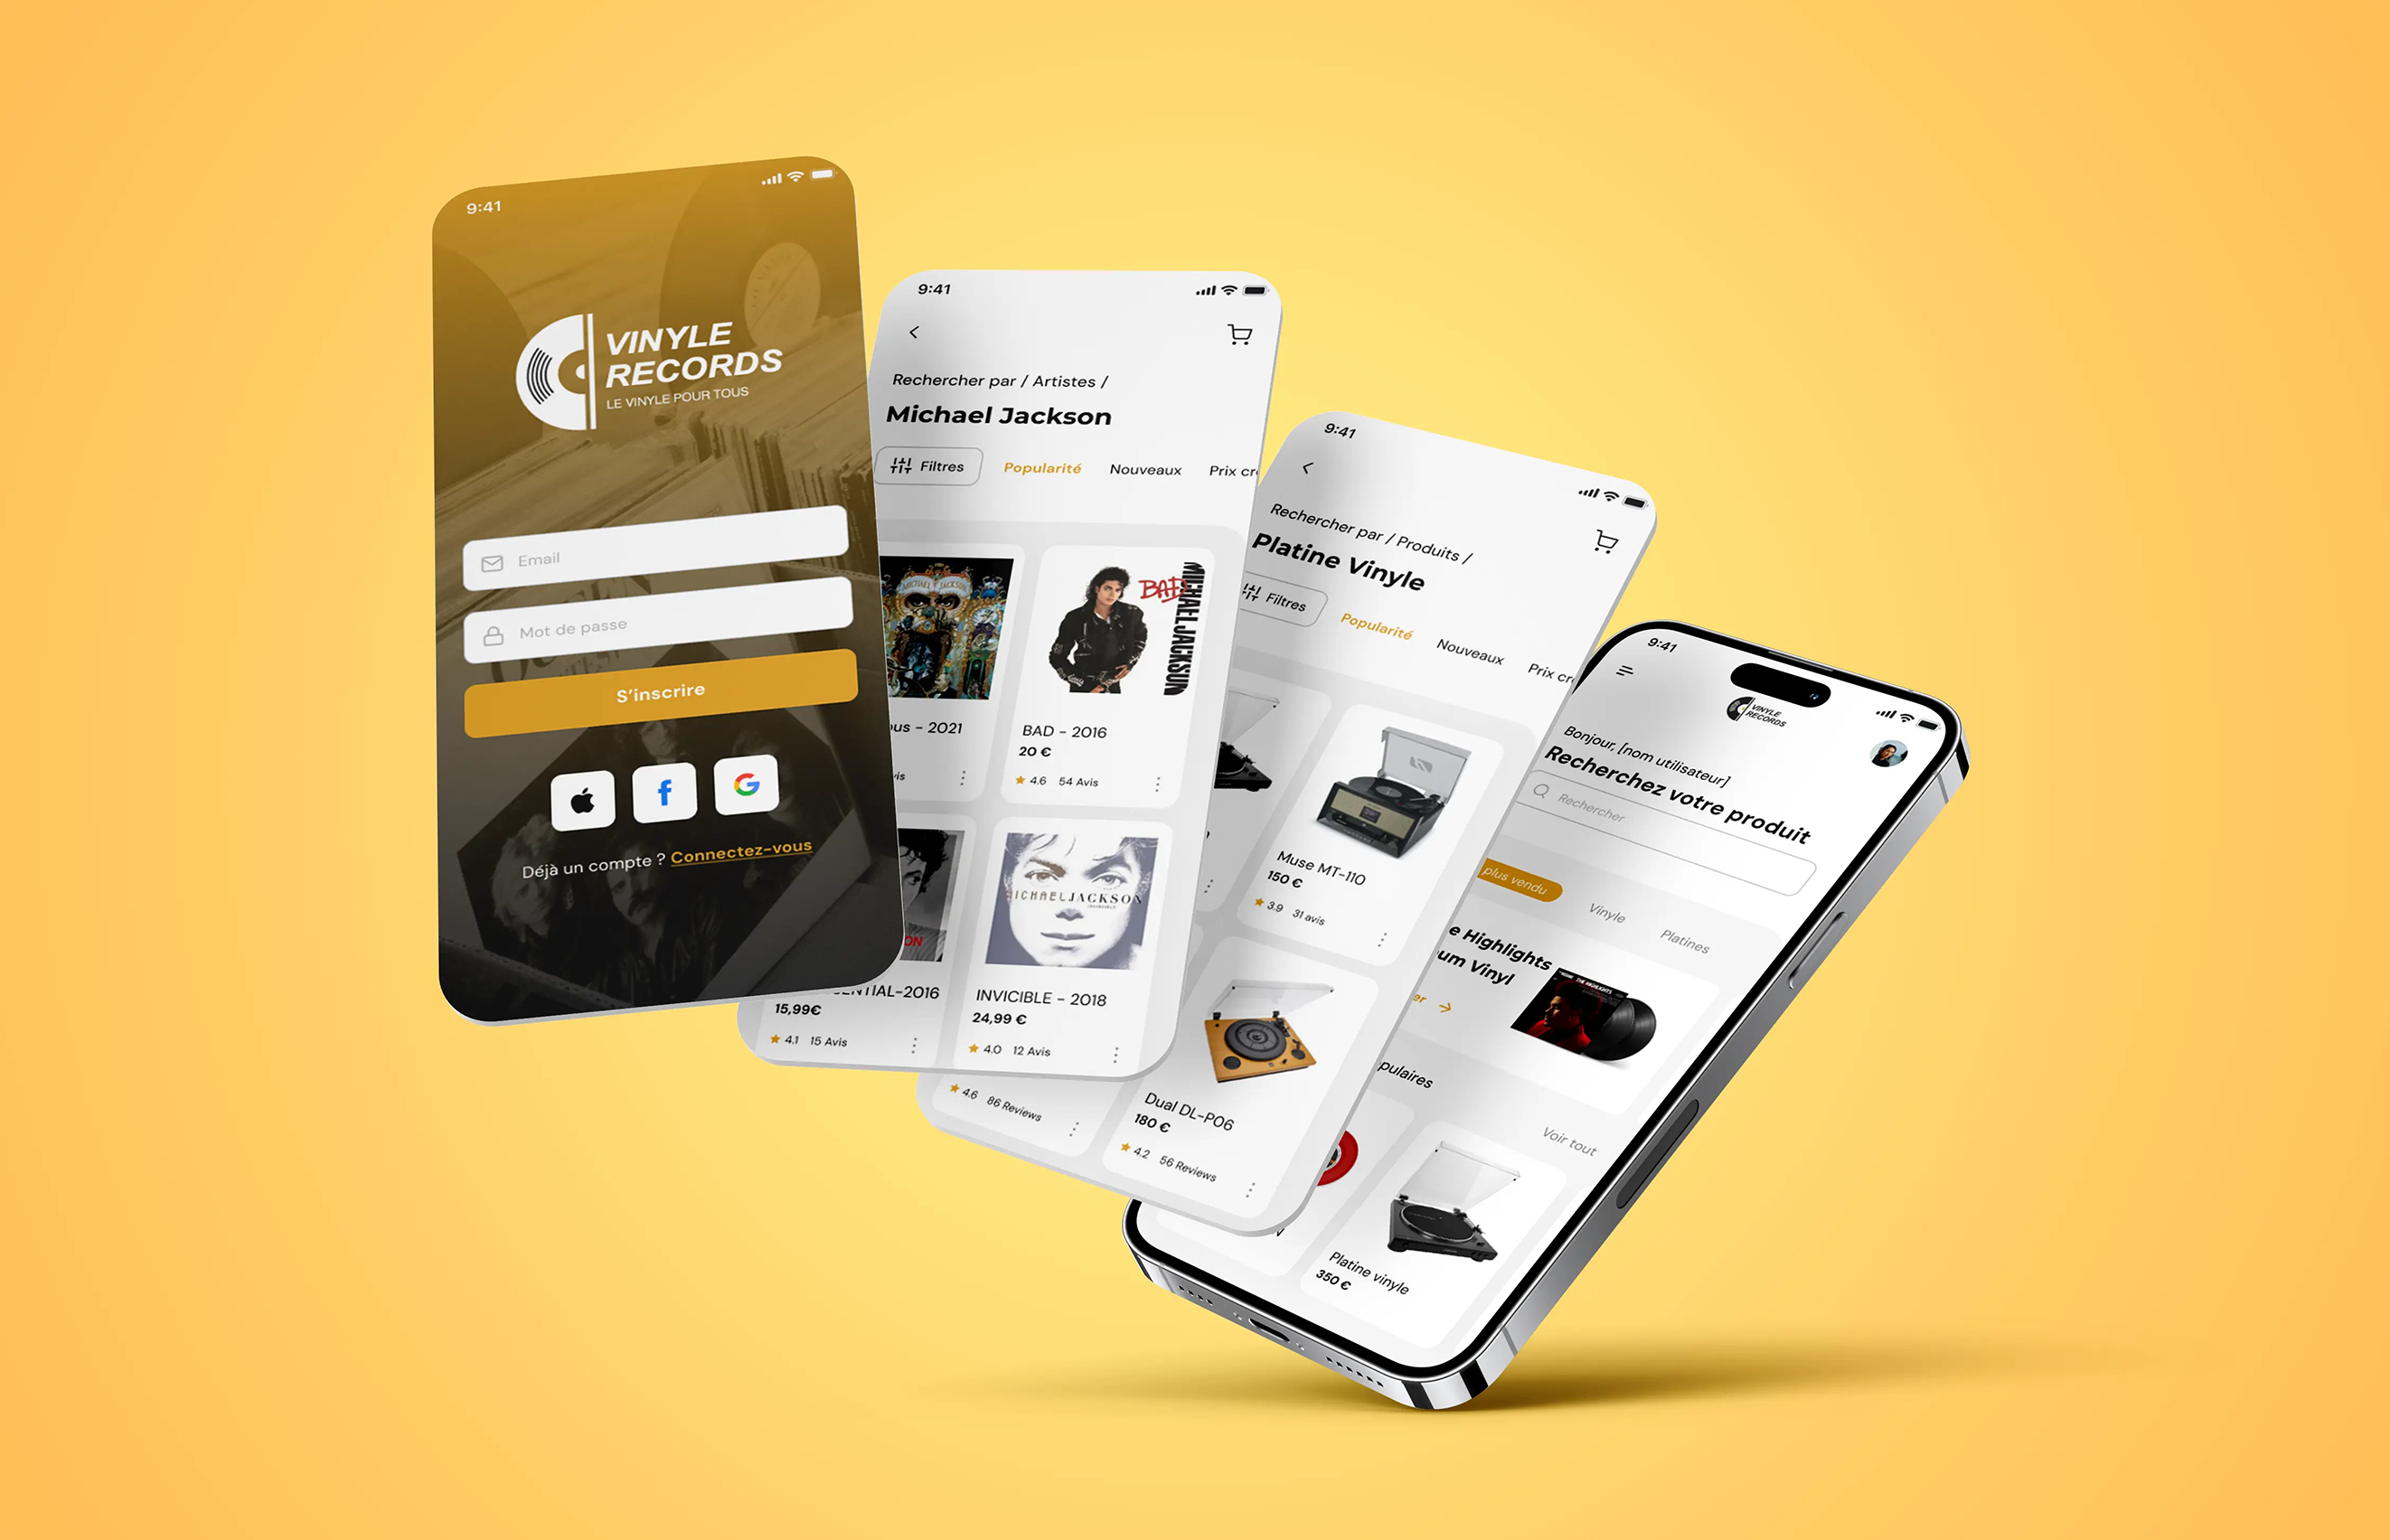 9:41
VINYLE
RECORDS
LE VINYLE POUR TOUS
Email
Mot de passe
S'inscrire
Déjà un compte ? Connectez-vous
9:41
Rechercher par / Artistes /
Michael Jackson
Filtres Popularité Nouveaux Prix
MICHAEL JACKSON
BAD
MICHAEL JACKSON
- 2021
BAD - 2016
20 €
4.6 54 Avis
MICHAEL JACKSON
ENTIAL-2016
15,99€
4.1 15 Avis
INVICIBLE - 2018
24,99 €
4.0 12 Avis
9:41
Rechercher par / Produits /
Platine Vinyle
Filtres Popularité Nouveaux Prix
Muse MT-110
150 €
3.9 31 avis
4.6 86 Reviews
Dual DL-P06
180 €
4.2 56 Reviews
9:41
VINYLE
RECORDS
Bonjour, [nom utilisateur]
Recherchez votre produit
Rechercher
plus vendu Vinyle Platines
e Highlights
um Vinyl
THE HIGHLIGHTS
pulaires
Voir tout
Platine vinyle
350 €